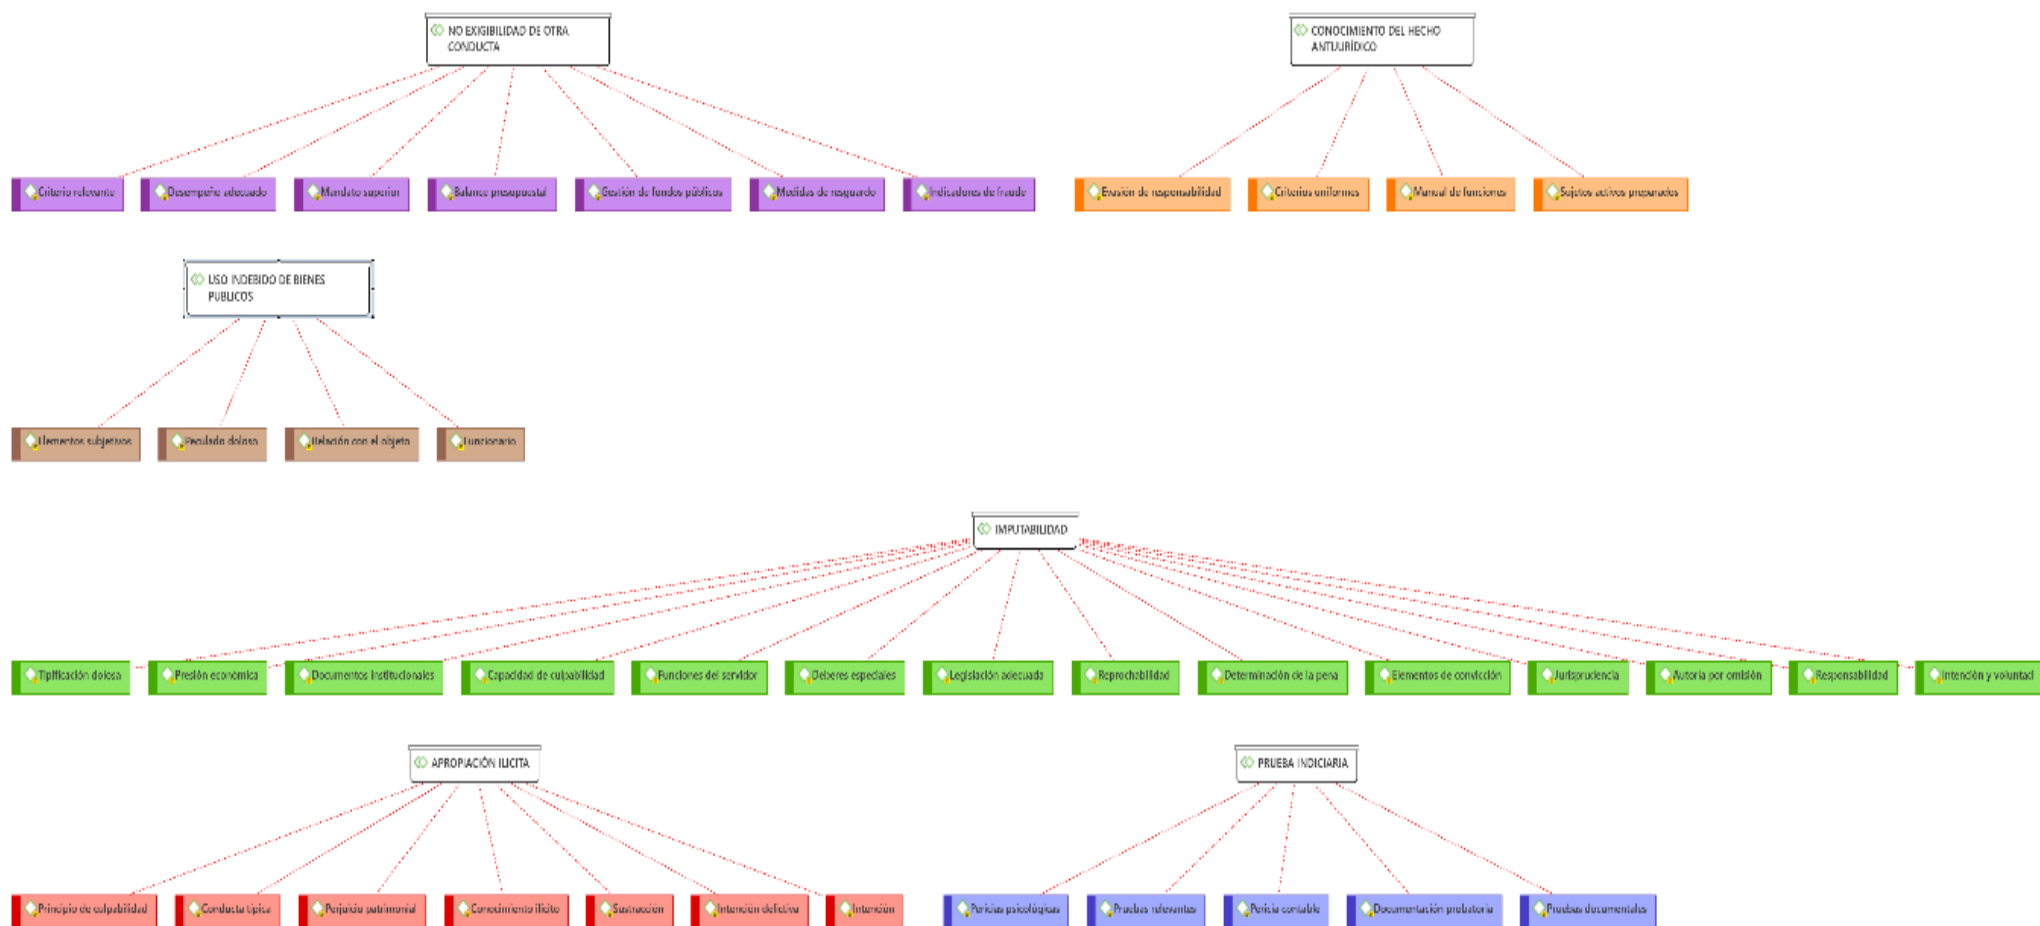 NO EXIGIBILIDAD DE OTRA
CONDUCTA
CONOCIMIENTO DEL HECHO
ANTIJURÍDICO
Criterio relevante
Desempeño adecuado
Mandato superior
Balance presupuestal
Gestión de fondos públicos
Medidas de resguardo
Indicadores de fraude
Evasión de responsabilidad
Criterios uniformes
Manual de funciones
Sujetos activos preparados
USO INDEBIDO DE BIENES
PUBLICOS
Elementos subjetivos
Peculado doloso
Relación con el objeto
Funcionario
IMPUTABILIDAD
Tipificación dolosa
Presión económica
Documentos institucionales
Capacidad de culpabilidad
Funciones del servidor
Deberes especiales
Legislación adecuada
Reprochabilidad
Determinación de la pena
Elementos de convicción
Jurisprudencia
Autoría por omisión
Responsabilidad
Intención y voluntad
APROPIACIÓN ILICITA
PRUEBA INDICIARIA
Principio de culpabilidad
Conducta típica
Perjuicio patrimonial
Conocimiento ilícito
Sustracción
Intención delictiva
Intención
Pericias psicológicas
Pruebas relevantes
Pericia contable
Documentación probatoria
Pruebas documentales